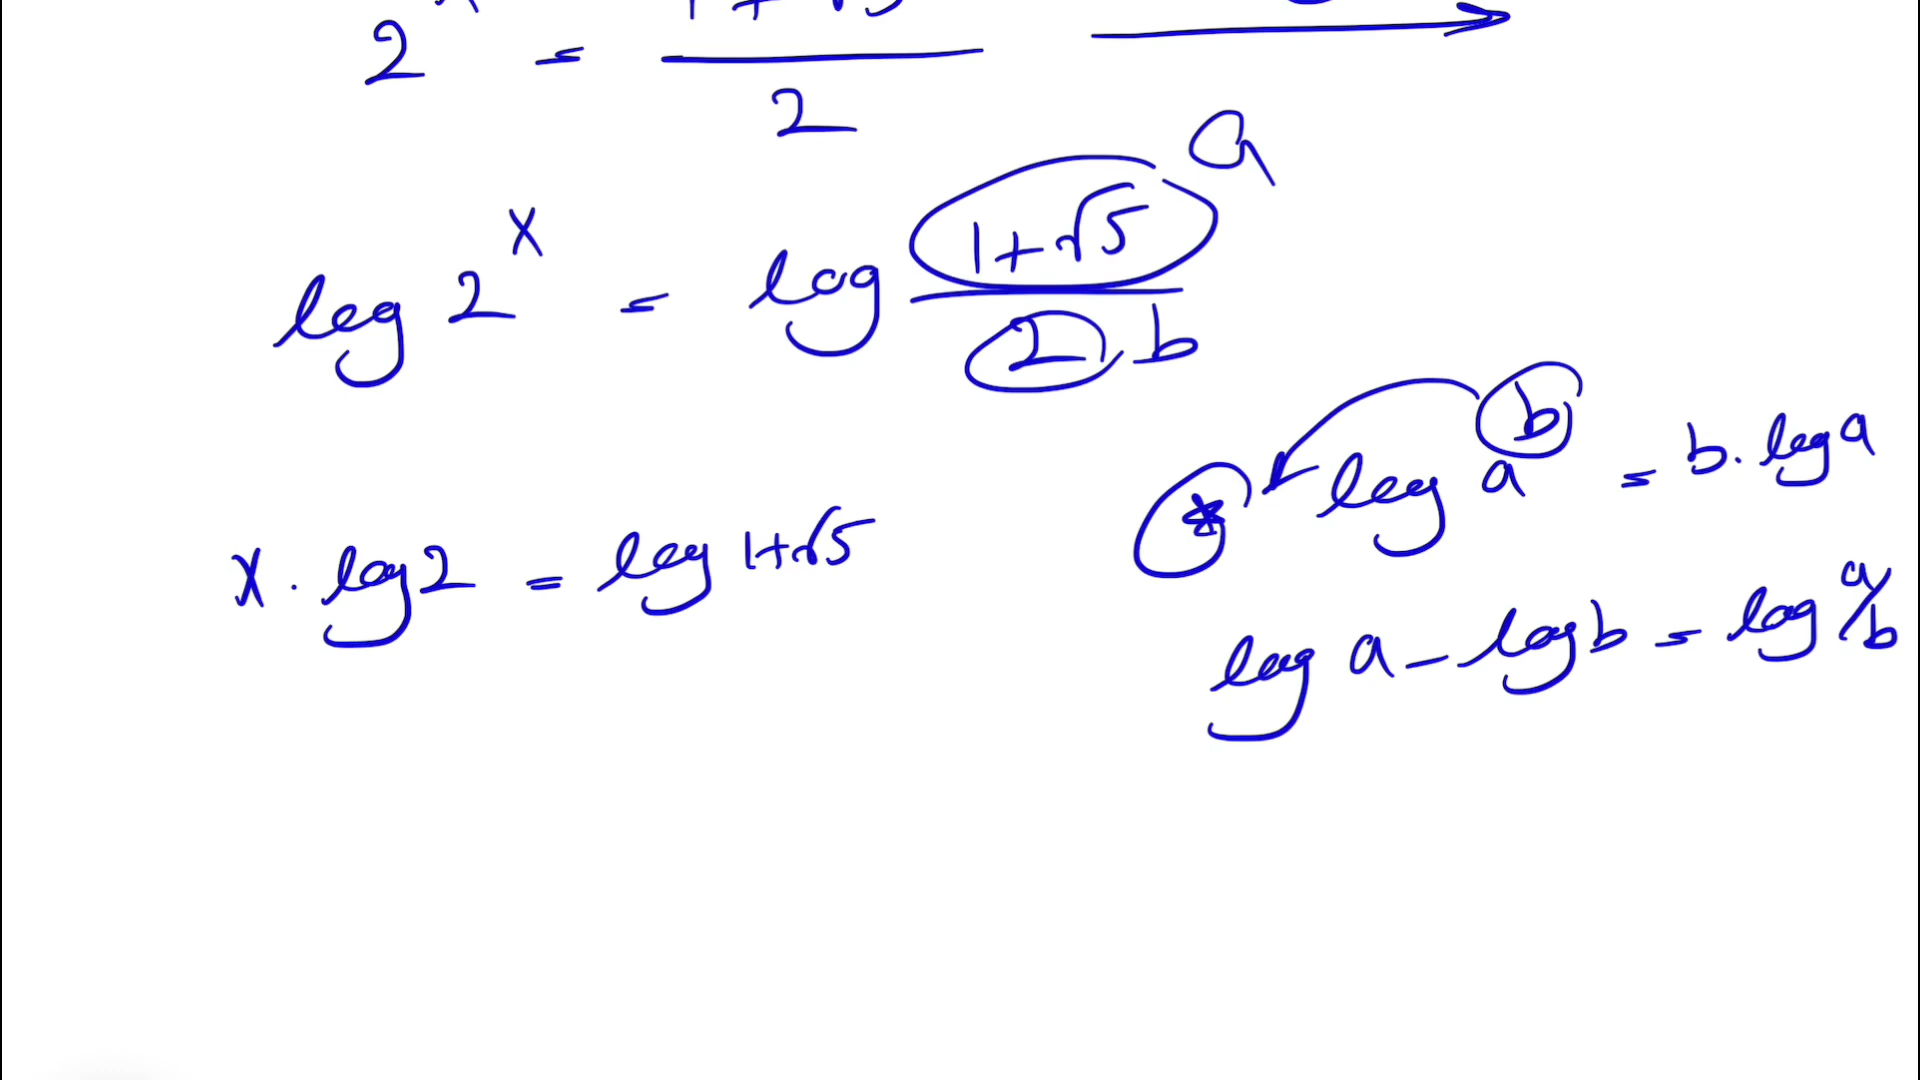 2^x = (1+√5)/2
log 2^x = log (1+√5)/2
a
b
* log a^b = b. log a
x . log 2 = log 1+√5
log a - log b = log a/b